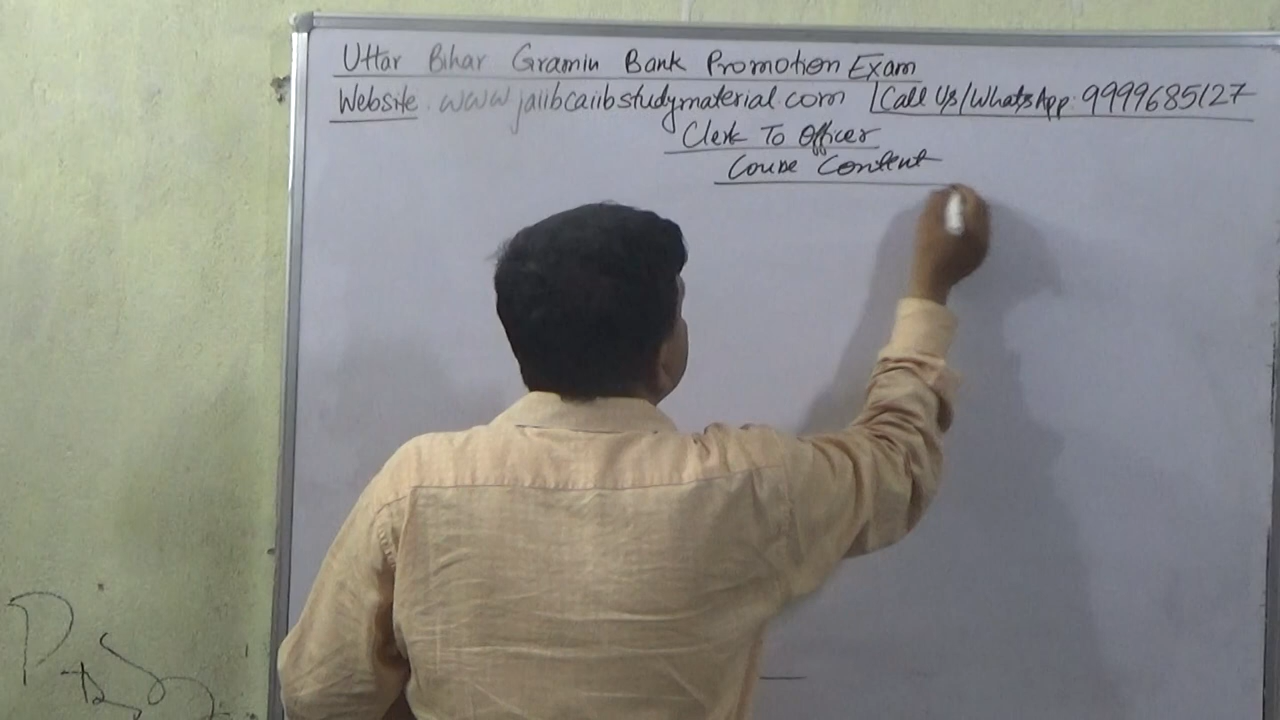 Uttar Bihar Gramin Bank Promotion Exam
Website. www.jaiibcaiibstudymaterial.com | Call Us/WhatsApp: 9999685127
Clerk To Officer
Course Content